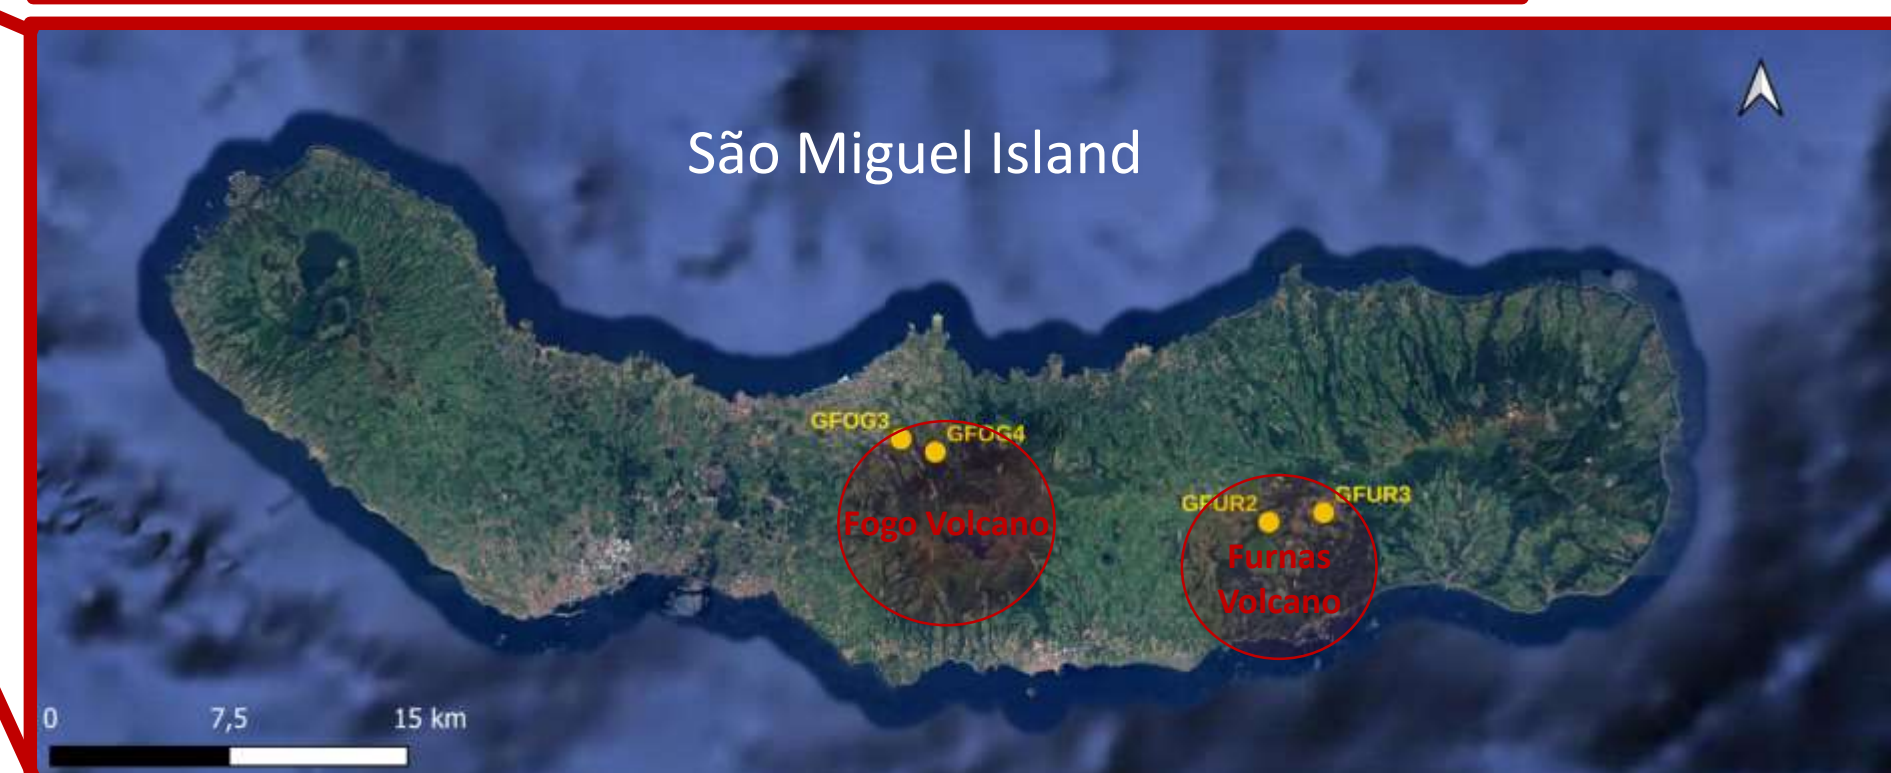 São Miguel Island
GFOG3
GFOG4
Fogo Volcano
GFUR2
GFUR3
Furnas
Volcano
0 7,5 15 km